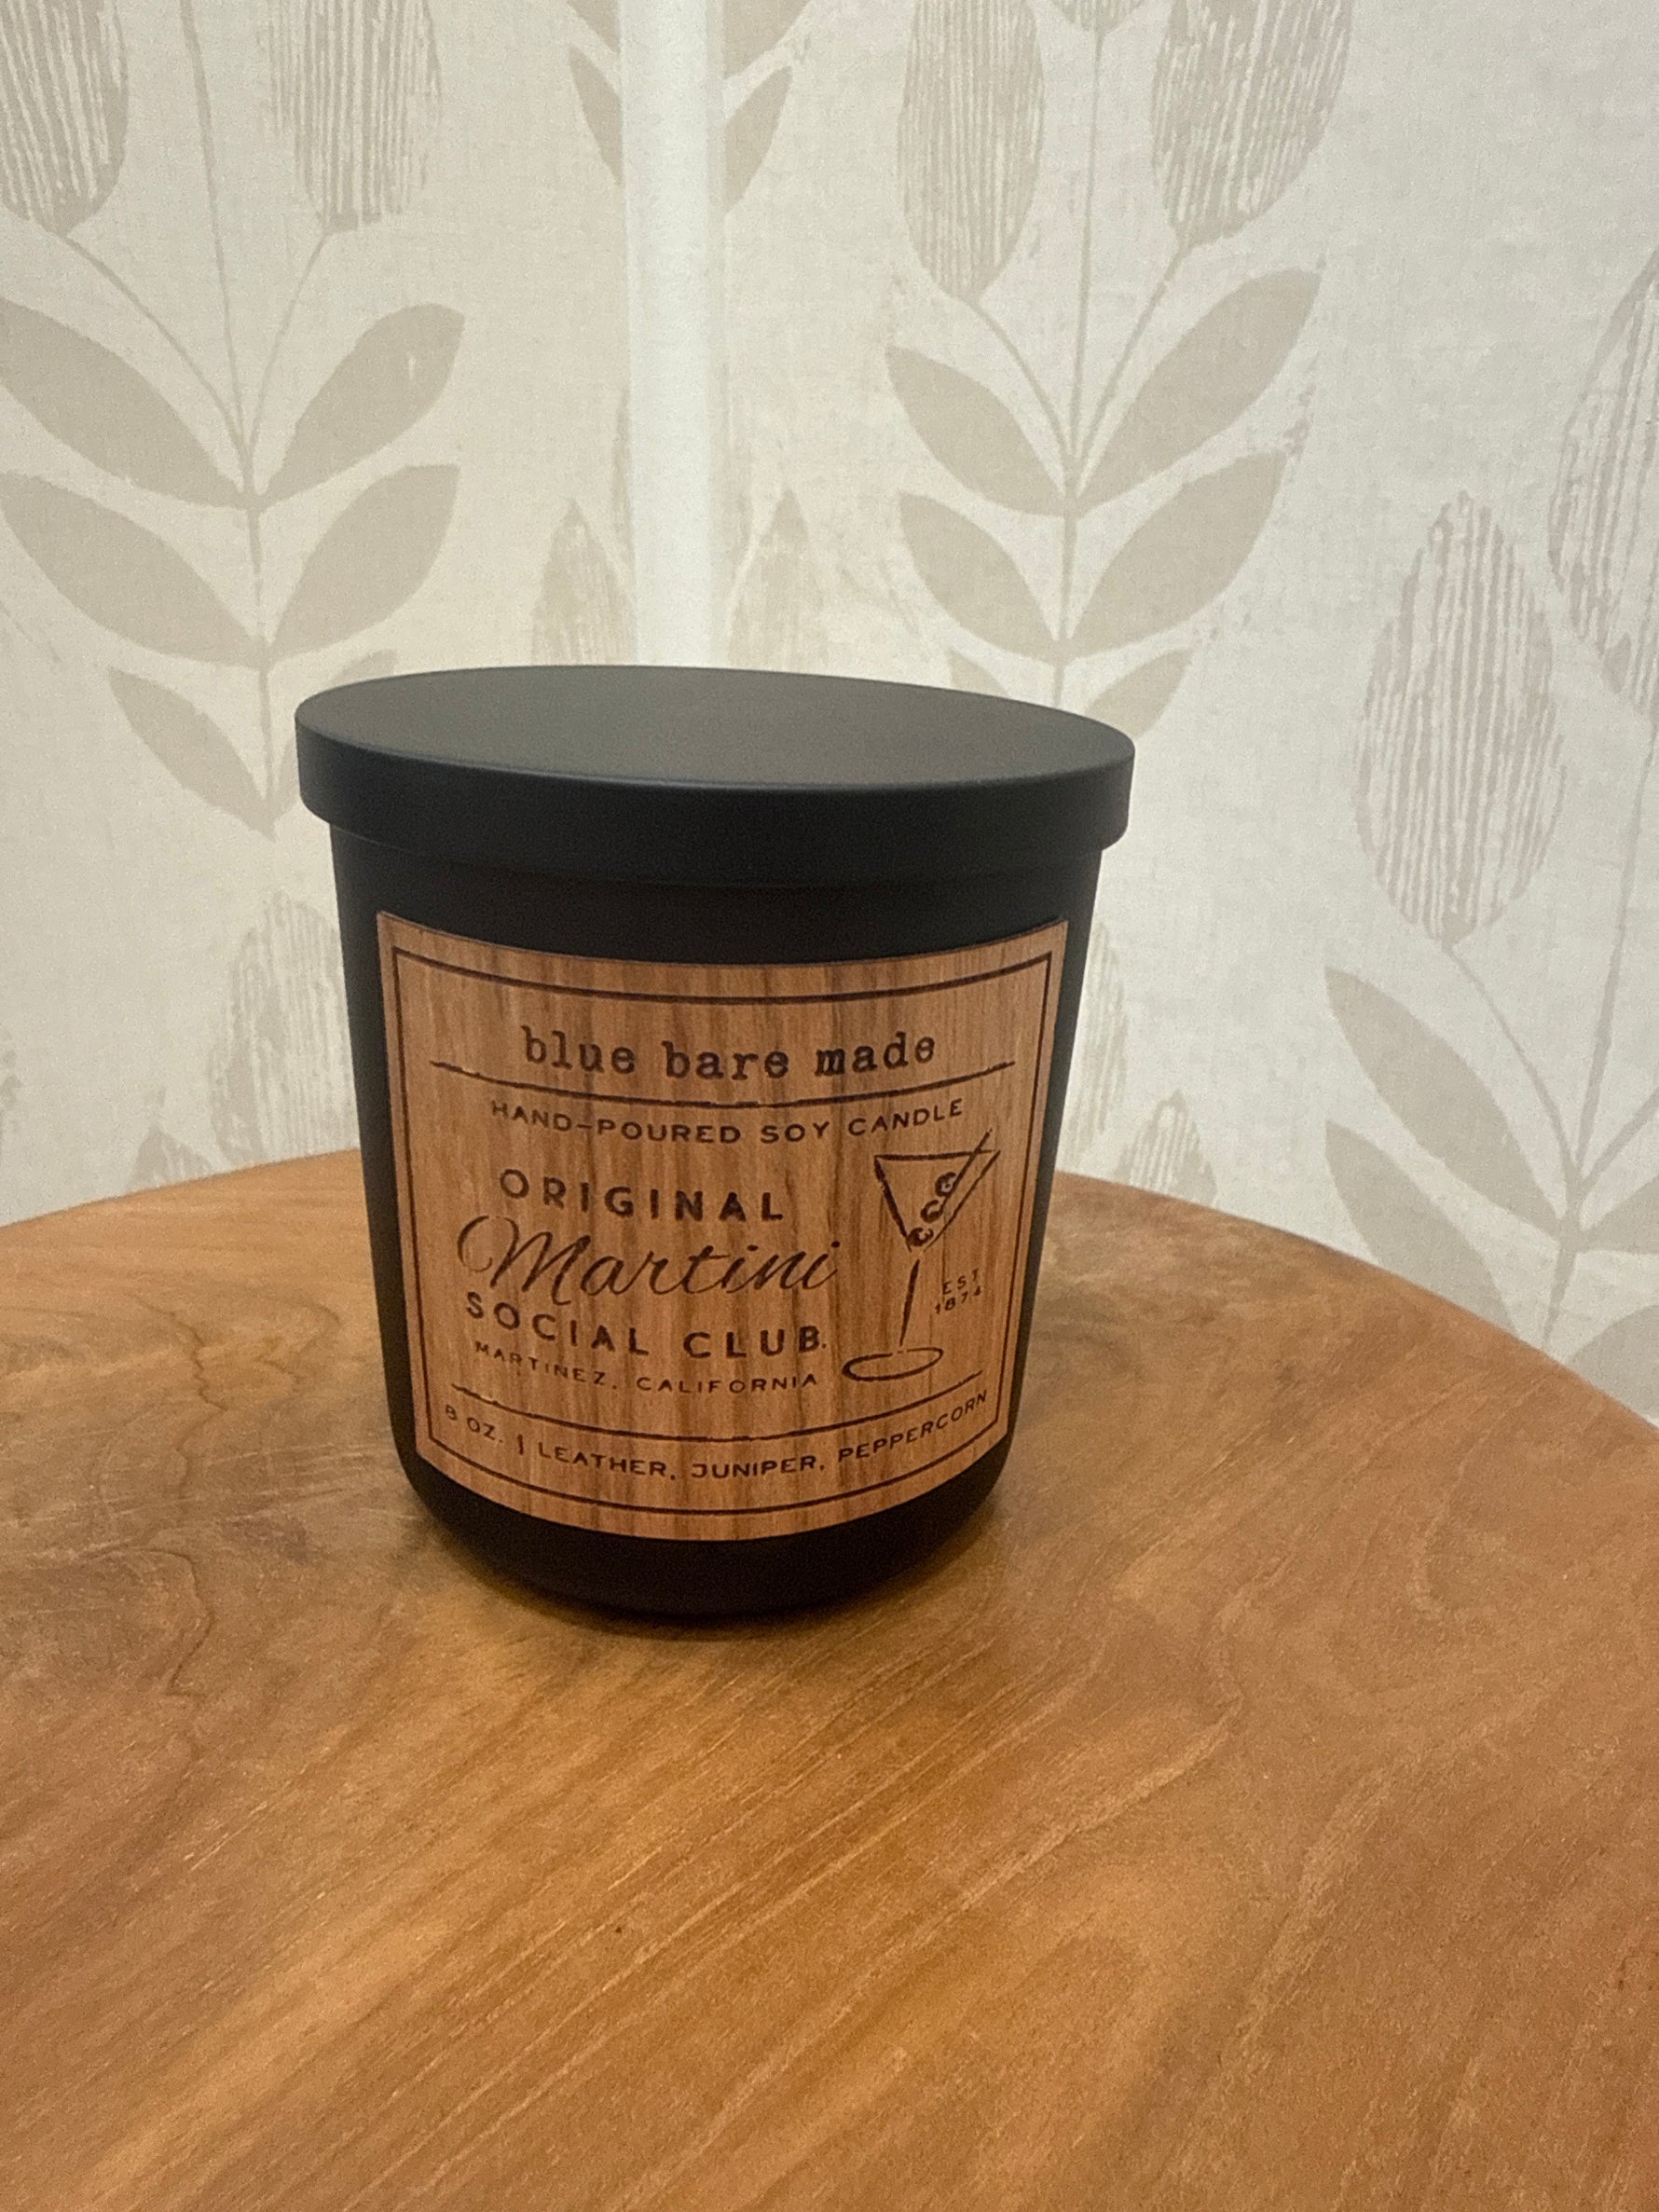 blue bare made
HAND-POURED SOY CANDLE
ORIGINAL
Martini
SOCIAL CLUB.
MARTINEZ, CALIFORNIA
EST
1874
8 OZ. | LEATHER, JUNIPER, PEPPERCORN